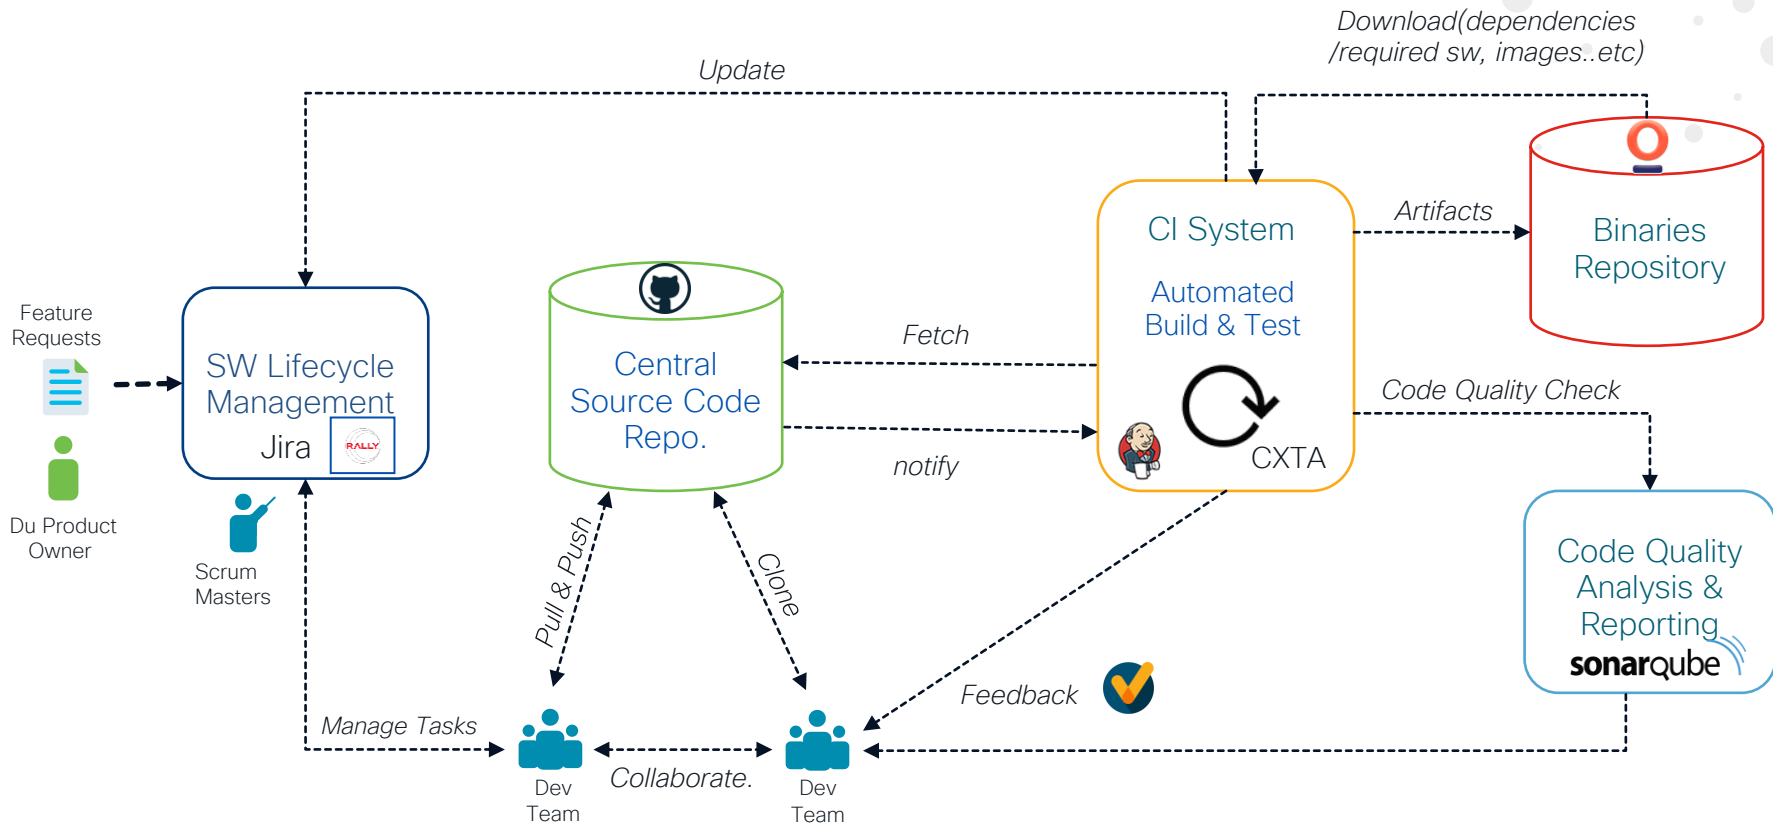 Download(dependencies
/required sw, images..etc)
Update
CI System
Automated
Build & Test
CXTA
Artifacts
Binaries
Repository
Feature
Requests
Du Product
Owner
SW Lifecycle
Management
Jira
RALLY
Scrum
Masters
Central
Source Code
Repo.
Fetch
notify
Code Quality Check
Code Quality
Analysis &
Reporting
sonarqube
Pull & Push
Clone
Feedback
Manage Tasks
Collaborate.
Dev
Team
Dev
Team